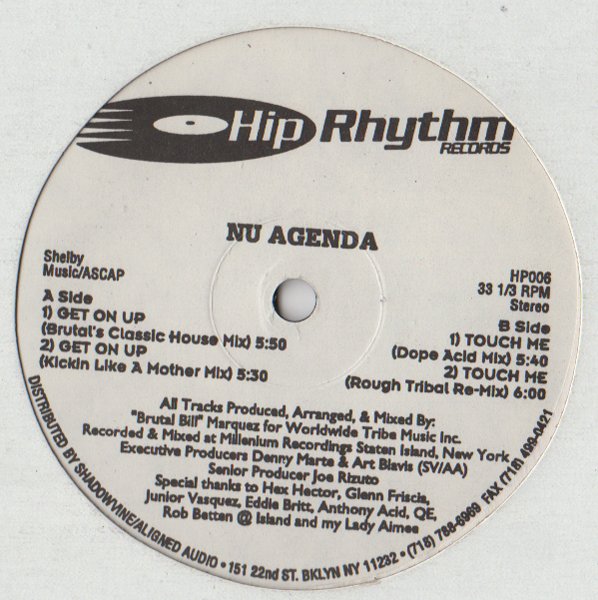 Hip Rhythm
RECORDS
NU AGENDA
Shelby
Music/ASCAP
A Side
1) GET ON UP
(Brutal's Classic House Mix) 5:50
2) GET ON UP
(Kickin Like A Mother Mix) 5:30
HP006
33 1/3 RPM
Stereo
B Side
1) TOUCH ME
(Dope Acid Mix) 5:40
2) TOUCH ME
(Rough Tribal Re-Mix) 6:00
All Tracks Produced, Arranged, & Mixed By:
"Brutal Bill" Marquez for Worldwide Tribe Music Inc.
Recorded & Mixed at Millenium Recordings Staten Island, New York
Executive Producers Denny Marte & Art Blavis (SV/AA)
Senior Producer Joe Rizuto
Special thanks to Hex Hector, Glenn Friscia,
Junior Vasquez, Eddie Britt, Anthony Acid, QE,
Rob Betten @ Island and my Lady Aimee
DISTRIBUTED BY SHADOWVINE/ALIGNED AUDIO • 151 22nd ST. BKLYN NY 11232 • (718) 788-6969 FAX (718) 499-0421